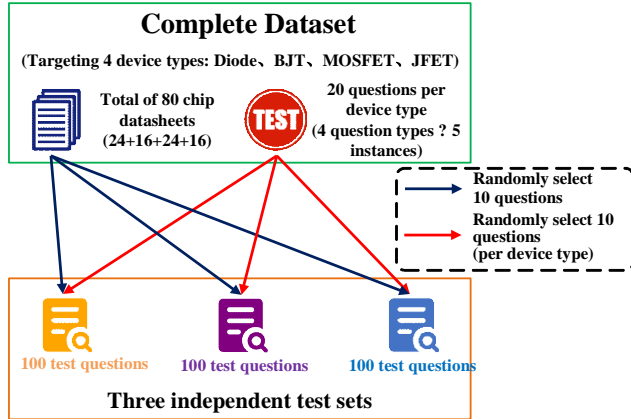 Complete Dataset
(Targeting 4 device types: Diode、BJT、MOSFET、JFET)
Total of 80 chip
datasheets
(24+16+24+16)
TEST
20 questions per
device type
(4 question types ? 5
instances)
Randomly select
10 questions
Randomly select 10
questions
(per device type)
100 test questions
100 test questions
100 test questions
Three independent test sets